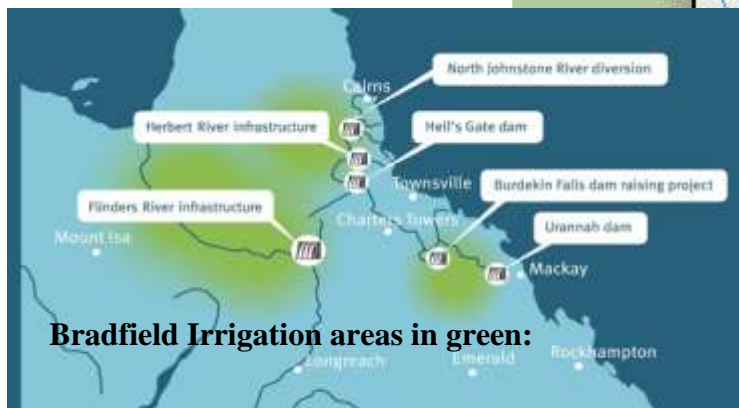 North Johnstone River diversion
Cairns
Herbert River infrastructure
Hell's Gate dam
Townsville
Burdekin Falls dam raising project
Flinders River infrastructure
Charters Towers
Urannah dam
Mount Isa
Mackay
Bradfield Irrigation areas in green:
Longreach
Emerald
Rockhampton